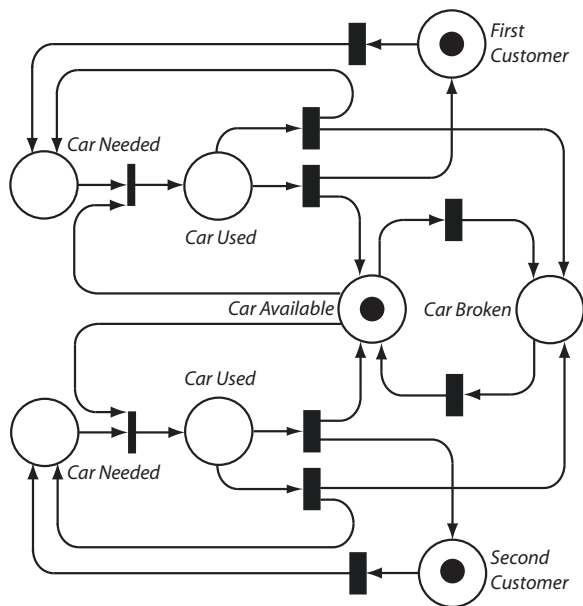 First
Customer
Car Needed
Car Used
Car Available
Car Broken
Car Used
Car Needed
Second
Customer